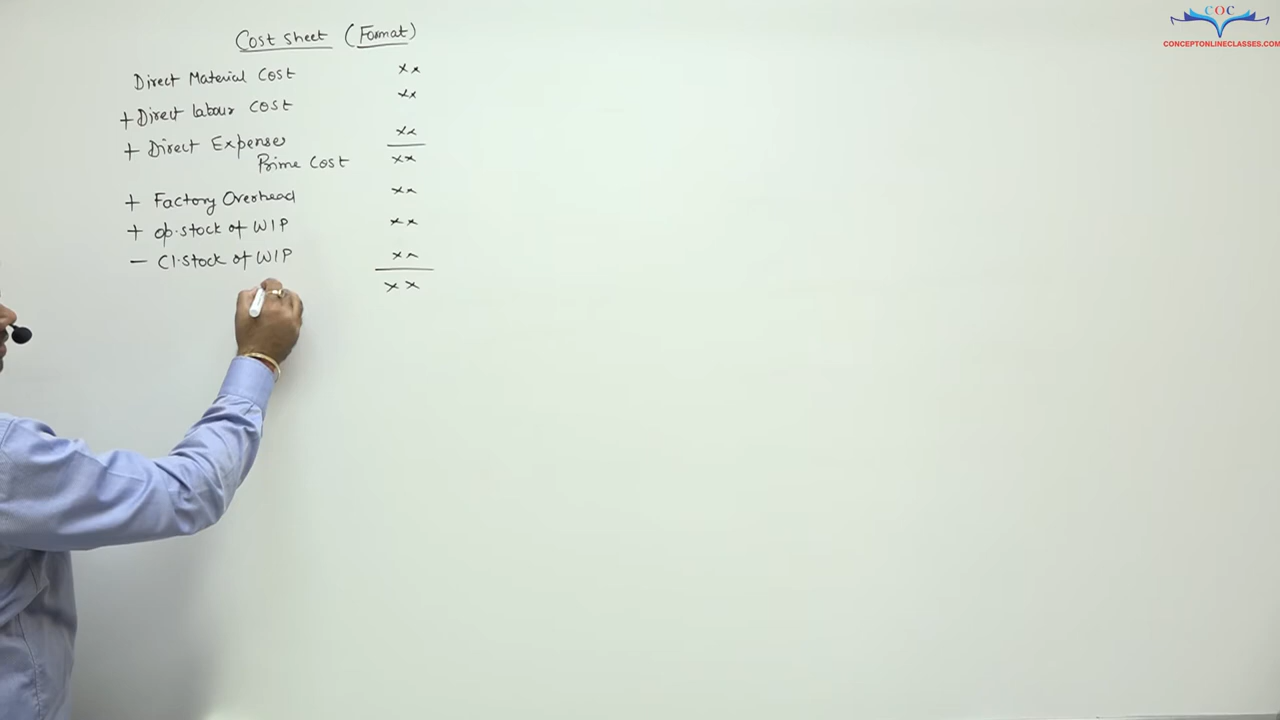 COC
CONCEPTONLINECLASSES.COM
Cost sheet (Format)
Direct Material Cost xx
+ Direct labour cost xx
+ Direct Expenses xx
Prime Cost xx
+ Factory Overhead xx
+ op.stock of WIP xx
- Cl.stock of WIP xx
xx